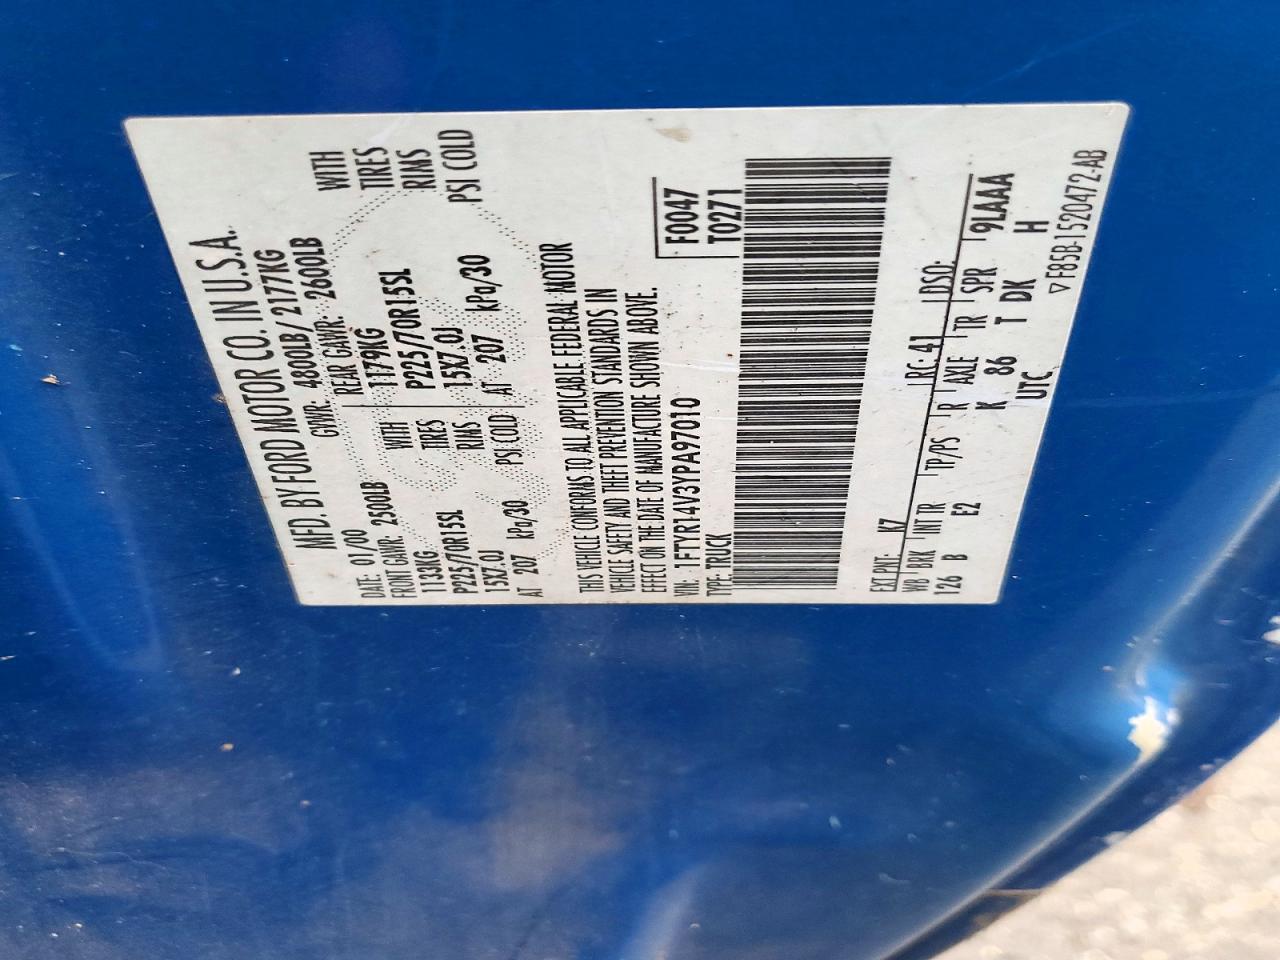 MFD. BY FORD MOTOR CO. IN U.S.A.
DATE: 01/00 GVWR: 4800LB/ 2177KG
FRONT GAWR: 2500LB REAR GAWR: 2600LB
1133KG WITH 1179KG WITH
P225/70R15SL TIRES P225/70R15SL TIRES
15X7.0J RIMS 15X7.0J RIMS
AT 207 kPa/30 PSI COLD AT 207 kPa/30 PSI COLD
THIS VEHICLE CONFORMS TO ALL APPLICABLE FEDERAL MOTOR
VEHICLE SAFETY AND THEFT PREVENTION STANDARDS IN
EFFECT ON THE DATE OF MANUFACTURE SHOWN ABOVE.
VIN: 1FTYR14V3YPA97010 F0047
TYPE: TRUCK T0271
EXT PNT: K7 RC: 41 DSO:
WB BRK INT TR TP/PS R AXLE TR SPR 9LAAA
126 B E2 K 86 T DK H
UTC
▽F85B-1520472-AB